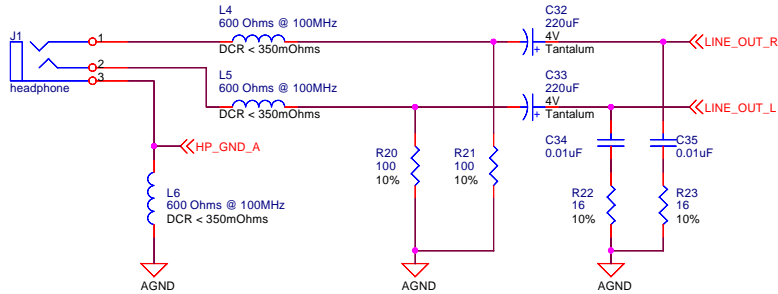 J1
1
2
3
headphone
L4
600 Ohms @ 100MHz
DCR < 350mOhms
L5
600 Ohms @ 100MHz
DCR < 350mOhms
C32
220uF
4V
+
Tantalum
LINE_OUT_R
C33
220uF
4V
+
Tantalum
LINE_OUT_L
HP_GND_A
L6
600 Ohms @ 100MHz
DCR < 350mOhms
R20
100
10%
R21
100
10%
C34
0.01uF
C35
0.01uF
R22
16
10%
R23
16
10%
AGND
AGND
AGND